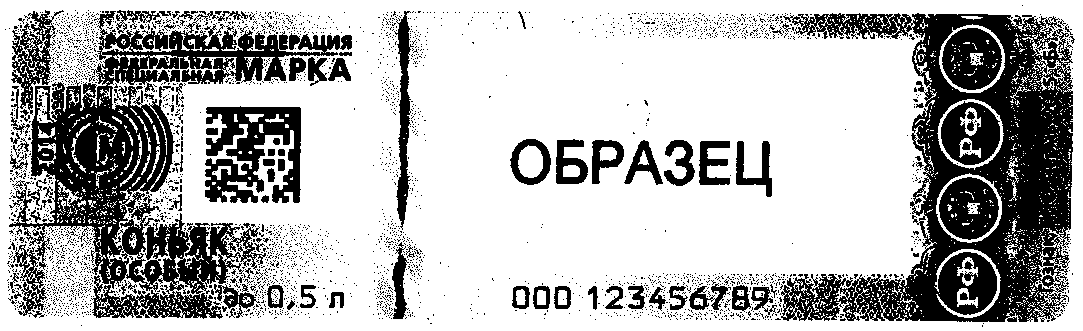 РОССИЙСКАЯ ФЕДЕРАЦИЯ
ФЕДЕРАЛЬНАЯ
СПЕЦИАЛЬНАЯ
МАРКА
КОНЬЯК
(ОСОБЫЙ)
до 0,5 л
ОБРАЗЕЦ
000 123456789
РФ
РФ